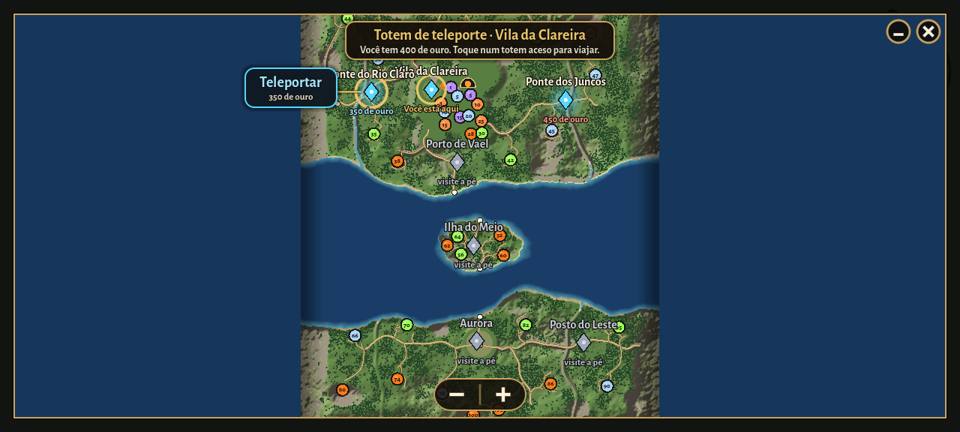 Totem de teleporte · Vila da Clareira
Você tem 400 de ouro. Toque num totem aceso para viajar.
Teleportar
350 de ouro
nte do Rio Claro
Vila da Clareira
Ponte dos Juncos
350 de ouro
Você está aqui
450 de ouro
Porto de Vael
visite a pé
Ilha do Meio
visite a pé
Aurora
Posto do Leste
visite a pé
visite a pé